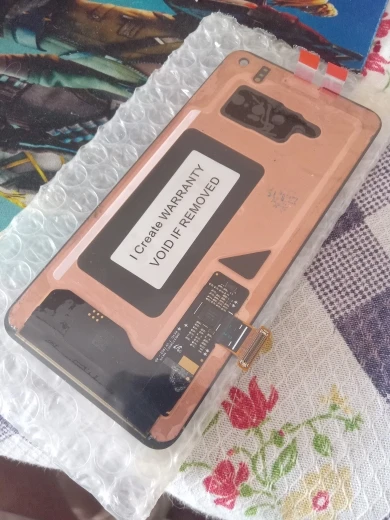 I Create WARRANTY
VOID IF REMOVED